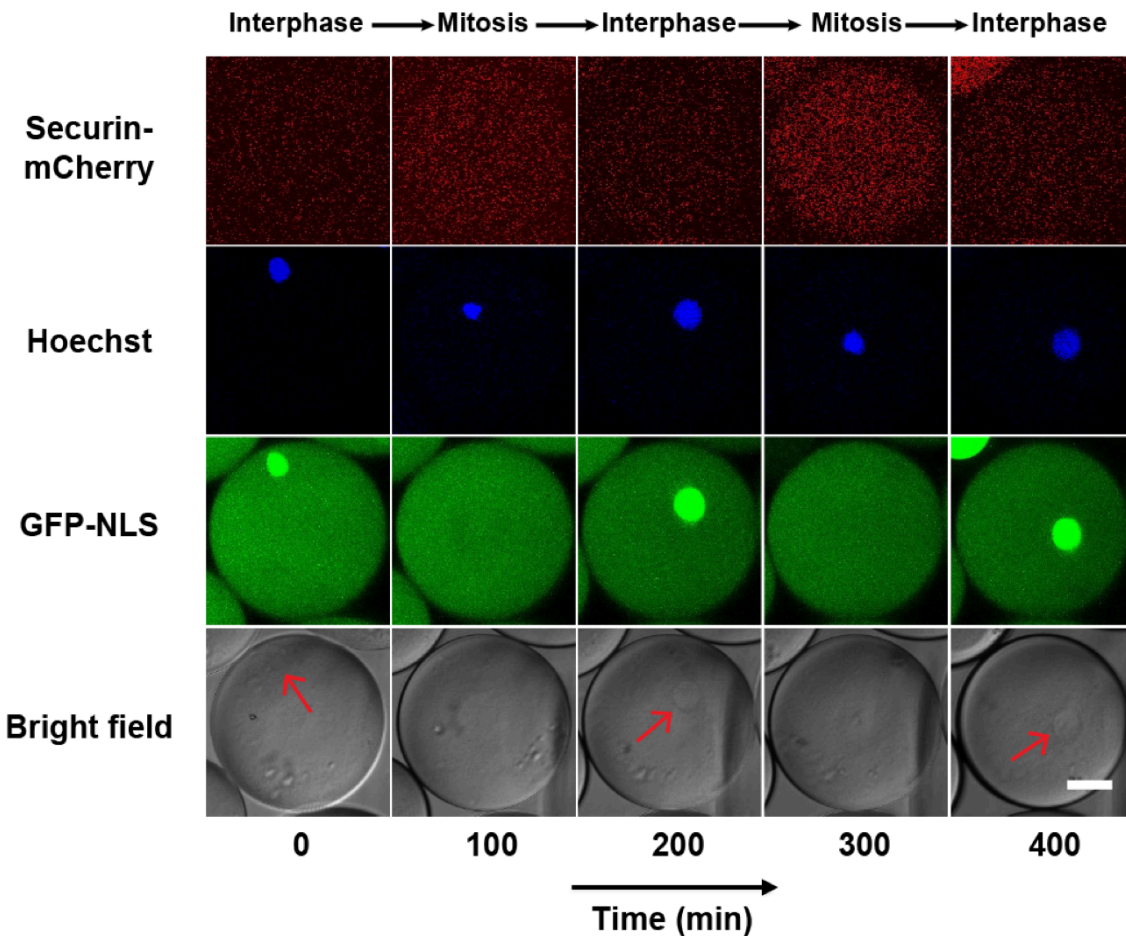 Interphase Mitosis Interphase Mitosis Interphase
Securin-
mCherry
Hoechst
GFP-NLS
Bright field
0 100 200 300 400
Time (min)